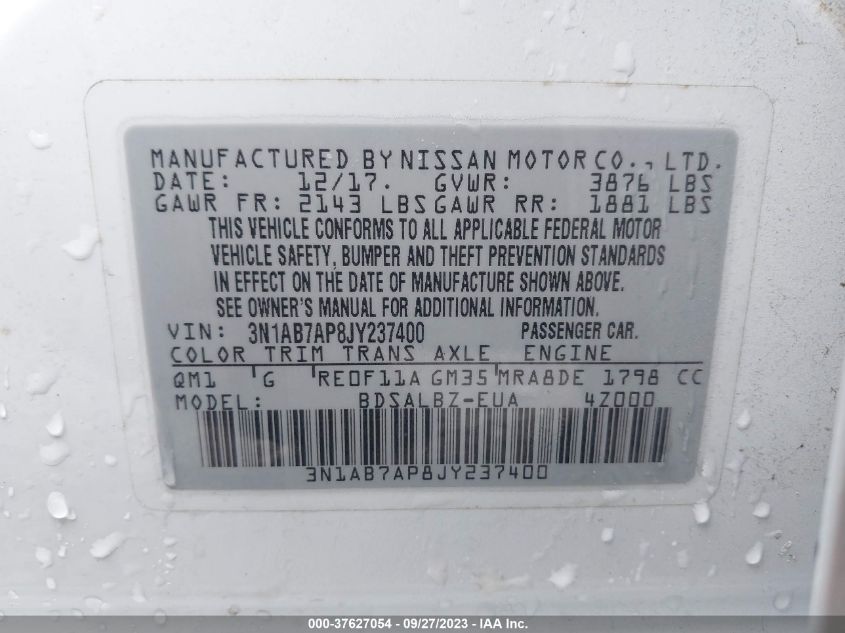 MANUFACTURED BY NISSAN MOTOR CO., LTD.
DATE: 12/17. GVWR: 3876 LBS
GAWR FR: 2143 LBS GAWR RR: 1881 LBS
THIS VEHICLE CONFORMS TO ALL APPLICABLE FEDERAL MOTOR
VEHICLE SAFETY, BUMPER AND THEFT PREVENTION STANDARDS
IN EFFECT ON THE DATE OF MANUFACTURE SHOWN ABOVE.
SEE OWNER'S MANUAL FOR ADDITIONAL INFORMATION.
VIN: 3N1AB7AP8JY237400 PASSENGER CAR.
COLOR TRIM TRANS AXLE ENGINE
QM1 G RE0F11A GM35 MRA8DE 1798 CC
MODEL: BDSALBZ-EUA 4Z000
3N1AB7AP8JY237400
000-37627054 - 09/27/2023 - IAA Inc.